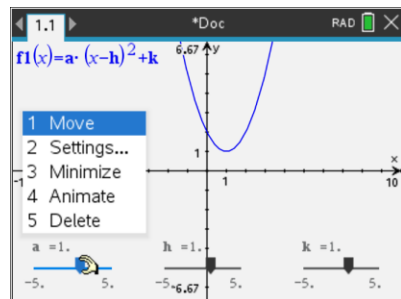 1.1 *Doc RAD
f1(x)=a·(x-h)²+k
6.67 y
1 Move
2 Settings...
3 Minimize
4 Animate
5 Delete
1
x
-1 1 10
a =1. h =1. k =1.
-5. 5. -5. 5. -5. 5.
-6.67